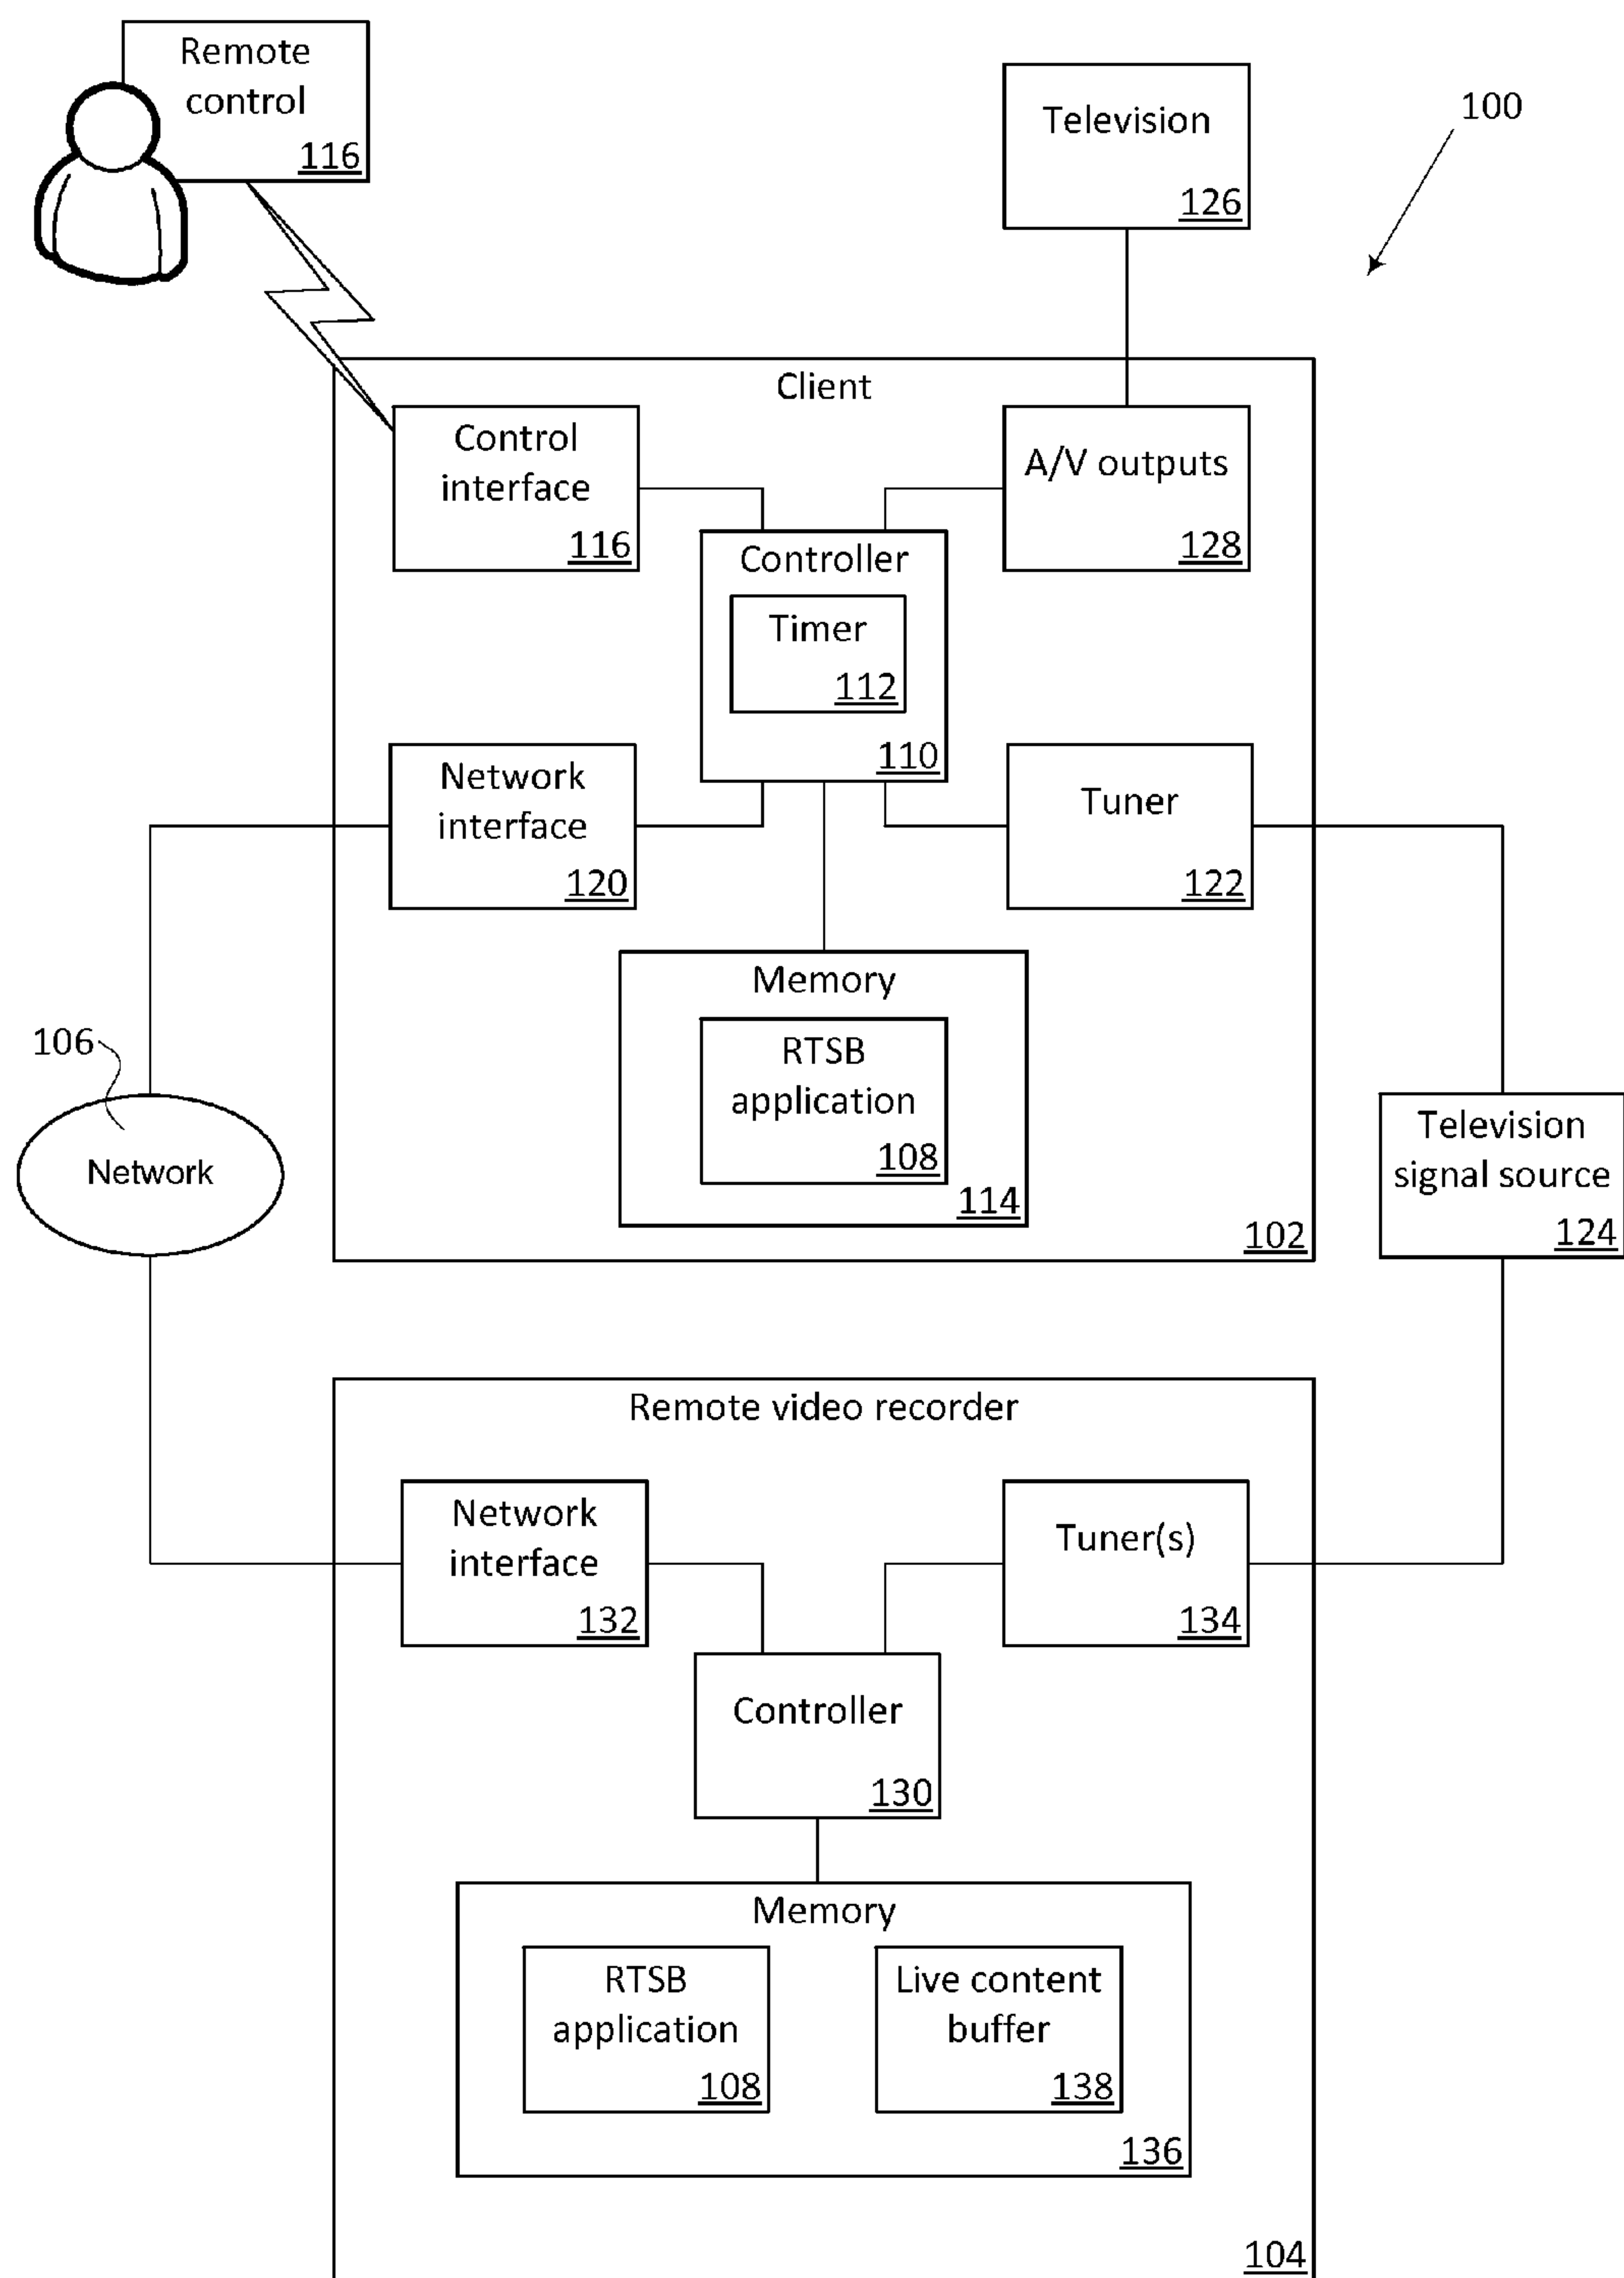 Remote
control
116
Television
126
100
Client
Control
interface
116
A/V outputs
128
Controller
Timer
112
110
Network
interface
120
Tuner
122
Memory
RTSB
application
108
114
102
106
Network
Television
signal source
124
Remote video recorder
Network
interface
132
Tuner(s)
134
Controller
130
Memory
RTSB
application
108
Live content
buffer
138
136
104